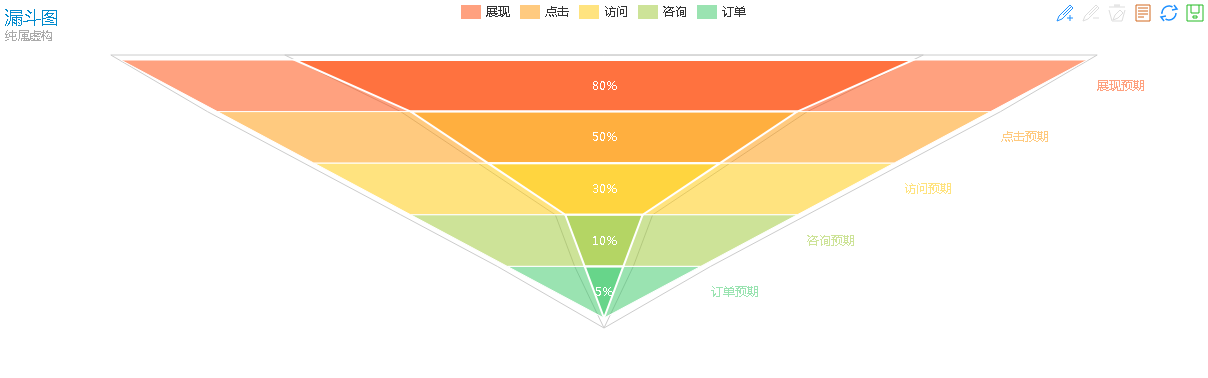 漏斗图
纯属虚构
展现 点击 访问 咨询 订单
80%
展现预期
50%
点击预期
30%
访问预期
10%
咨询预期
5%
订单预期